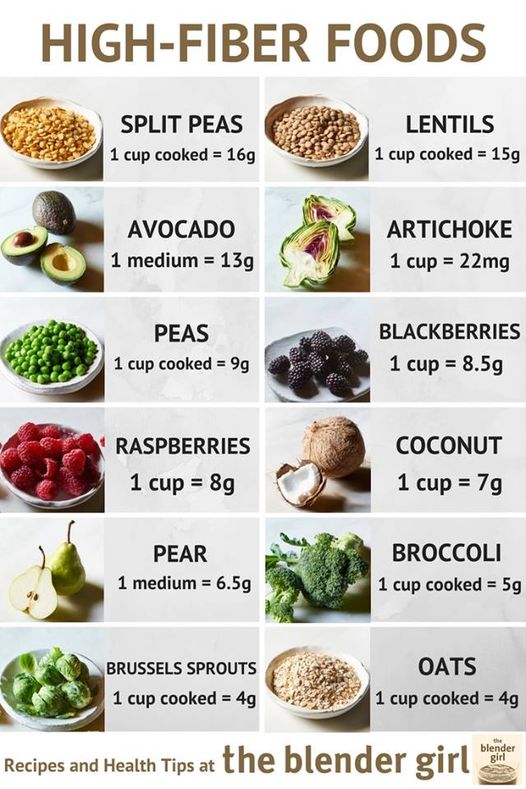 HIGH-FIBER FOODS
SPLIT PEAS
1 cup cooked = 16g
LENTILS
1 cup cooked = 15g
AVOCADO
1 medium = 13g
ARTICHOKE
1 cup = 22mg
PEAS
1 cup cooked = 9g
BLACKBERRIES
1 cup = 8.5g
RASPBERRIES
1 cup = 8g
COCONUT
1 cup = 7g
PEAR
1 medium = 6.5g
BROCCOLI
1 cup cooked = 5g
BRUSSELS SPROUTS
1 cup cooked = 4g
OATS
1 cup cooked = 4g
Recipes and Health Tips at the blender girl
the
blender
girl